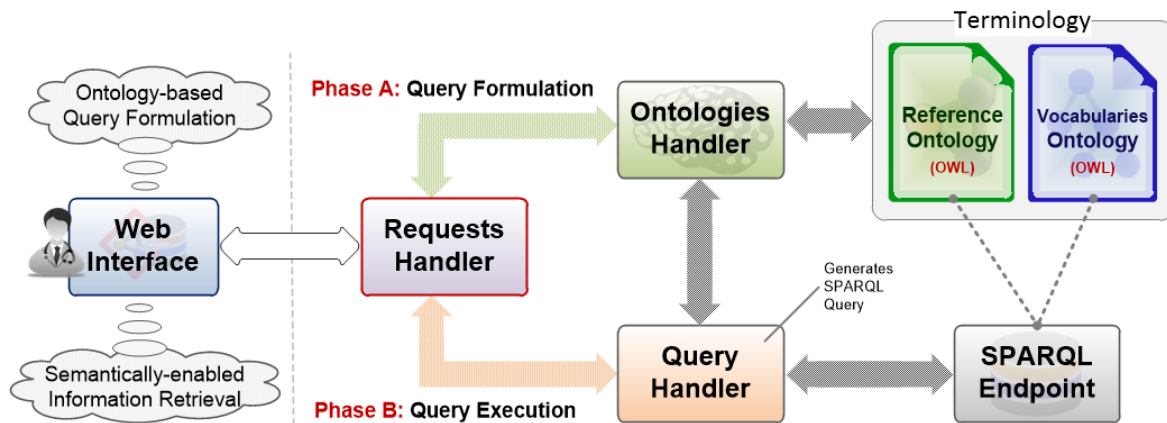 Terminology
Ontology-based
Query Formulation
Phase A: Query Formulation
Ontologies
Handler
Reference
Ontology
(OWL)
Vocabularies
Ontology
(OWL)
Web
Interface
Requests
Handler
Generates
SPARQL
Query
Query
Handler
SPARQL
Endpoint
Semantically-enabled
Information Retrieval
Phase B: Query Execution